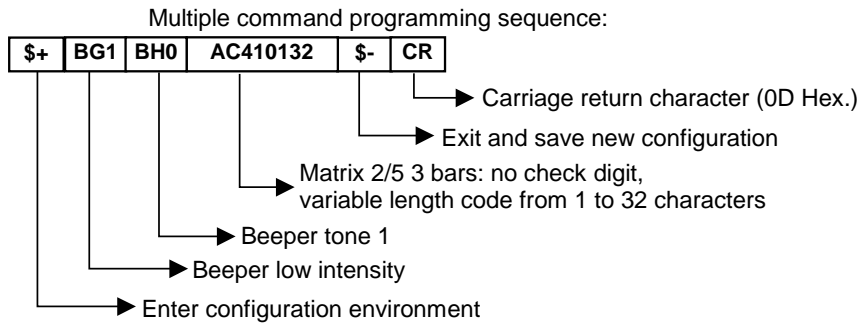 Multiple command programming sequence:
$+ BG1 BH0 AC410132 $- CR
Carriage return character (0D Hex.)
Exit and save new configuration
Matrix 2/5 3 bars: no check digit,
variable length code from 1 to 32 characters
Beeper tone 1
Beeper low intensity
Enter configuration environment